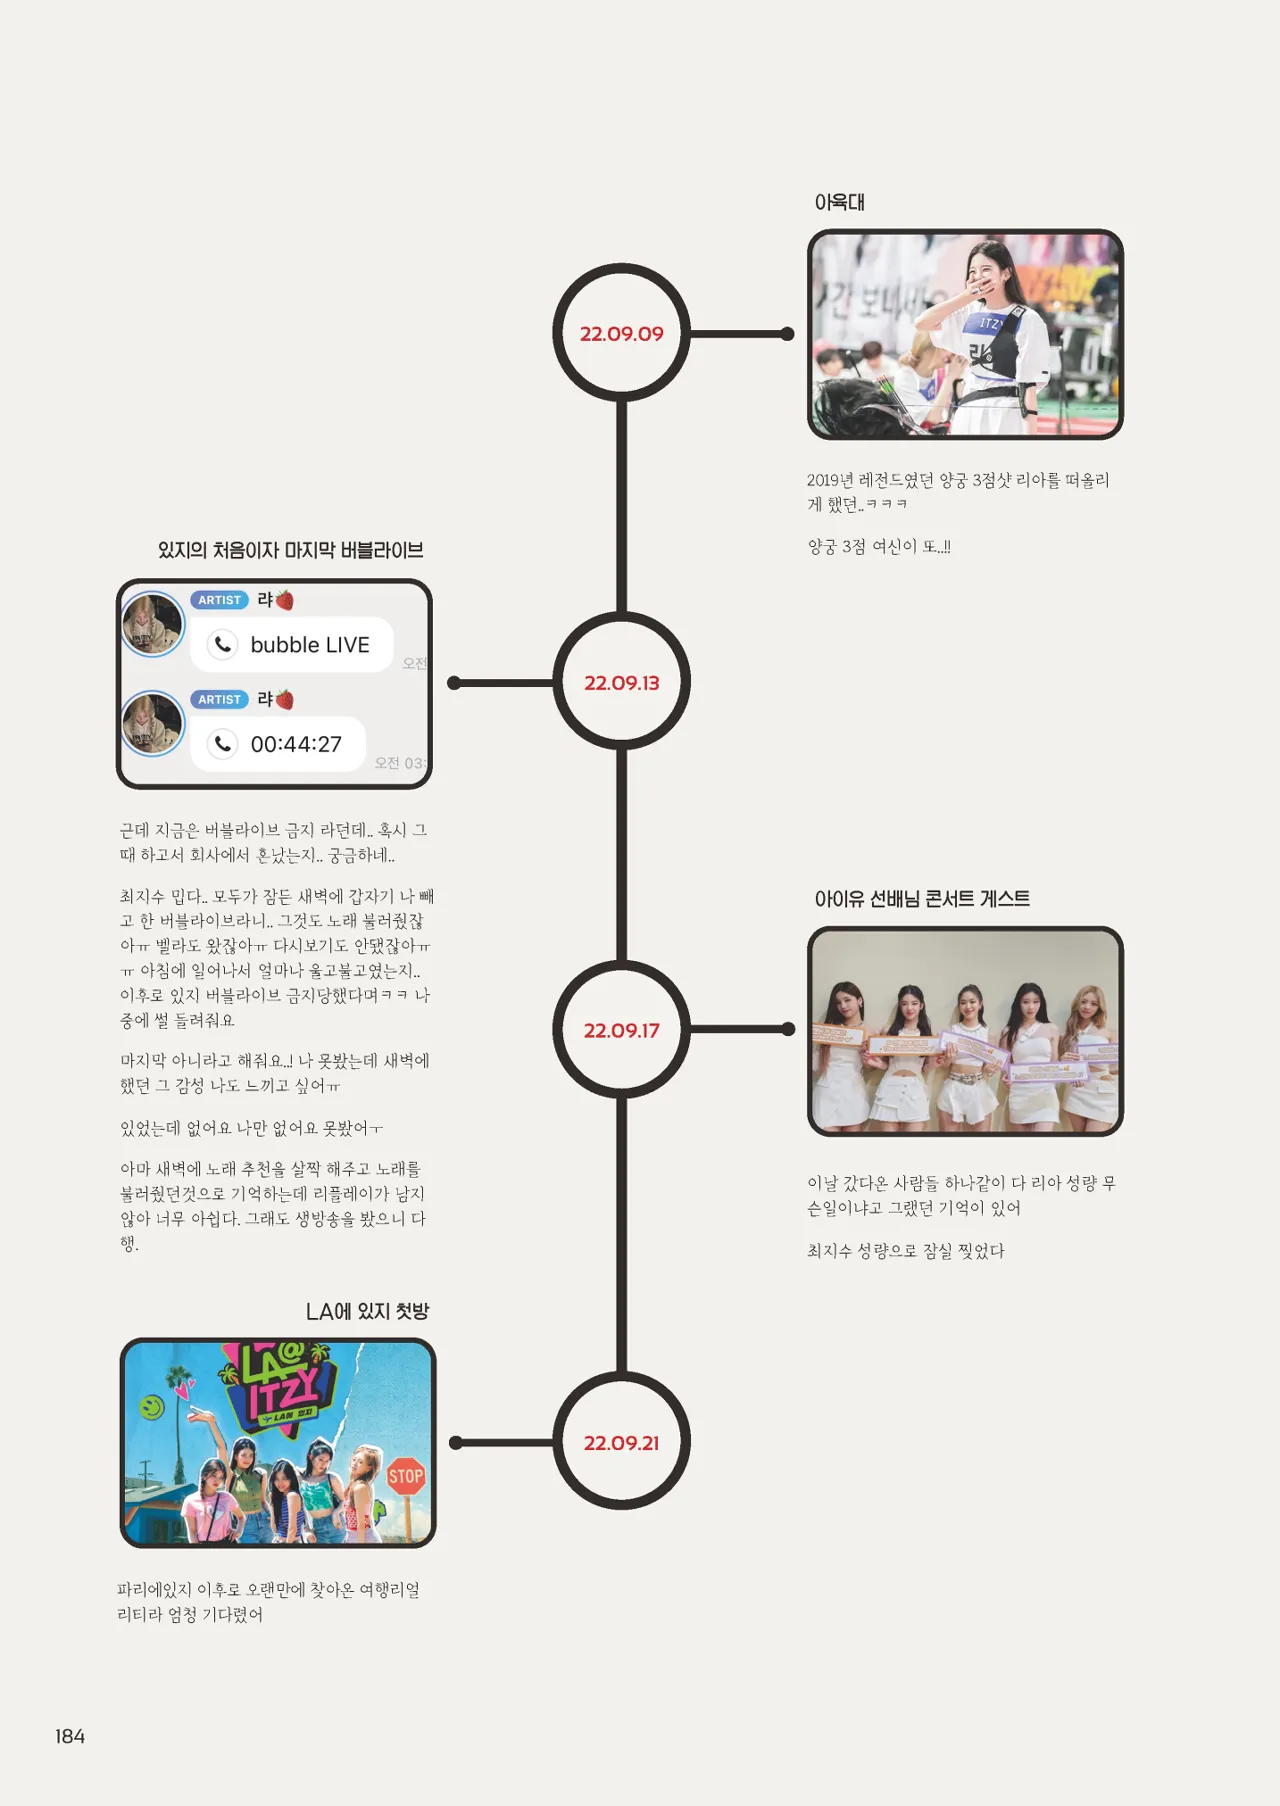 아육대
22.09.09
ITZY
2019년 레전드였던 양궁 3점샷 리아를 떠올리
게 했던..ㅋㅋㅋ
양궁 3점 여신이 또..!!
있지의 처음이자 마지막 버블라이브
ARTIST 랴🍓
bubble LIVE
오전
ARTIST 랴🍓
00:44:27
오전 03:
22.09.13
근데 지금은 버블라이브 금지 라던데.. 혹시 그
때 하고서 회사에서 혼났는지.. 궁금하네..
최지수 밉다.. 모두가 잠든 새벽에 갑자기 나 빼
고 한 버블라이브라니.. 그것도 노래 불러줬잖
아ㅠ 벨라도 왔잖아ㅠ 다시보기도 안됐잖아ㅠ
ㅠ 아침에 일어나서 얼마나 울고불고였는지..
이후로 있지 버블라이브 금지당했다며ㅋㅋ 나
중에 썰 들려줘요
마지막 아니라고 해줘요..! 나 못봤는데 새벽에
했던 그 감성 나도 느끼고 싶어ㅠ
있었는데 없어요 나만 없어요 못봤어ㅜ
아마 새벽에 노래 추천을 살짝 해주고 노래를
불러줬던것으로 기억하는데 리플레이가 남지
않아 너무 아쉽다. 그래도 생방송을 봤으니 다
행.
아이유 선배님 콘서트 게스트
22.09.17
이날 갔다온 사람들 하나같이 다 리아 성량 무
슨일이냐고 그랬던 기억이 있어
최지수 성량으로 잠실 찢었다
LA에 있지 첫방
LA@
ITZY
LA에 있지
STOP
22.09.21
파리에있지 이후로 오랜만에 찾아온 여행리얼
리티라 엄청 기다렸어
184